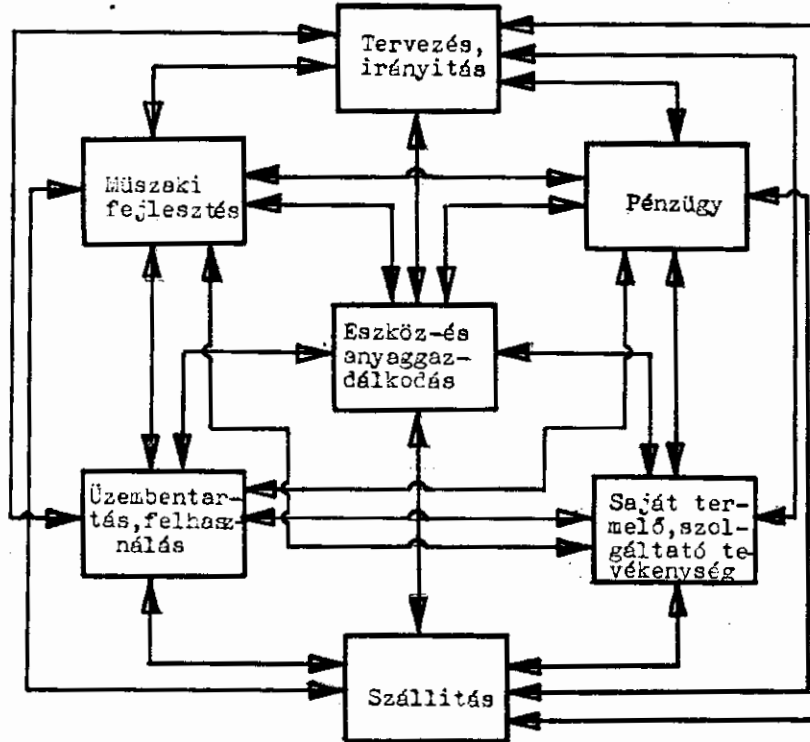 Tervezés,
irányitás
Müszaki
fejlesztés
Pénzügy
Eszköz-és
anyaggaz-
dálkodás
Üzembentar-
tás,felhasz-
nálás
Saját ter-
melő,szol-
gáltató te-
vékenység
Szállitás